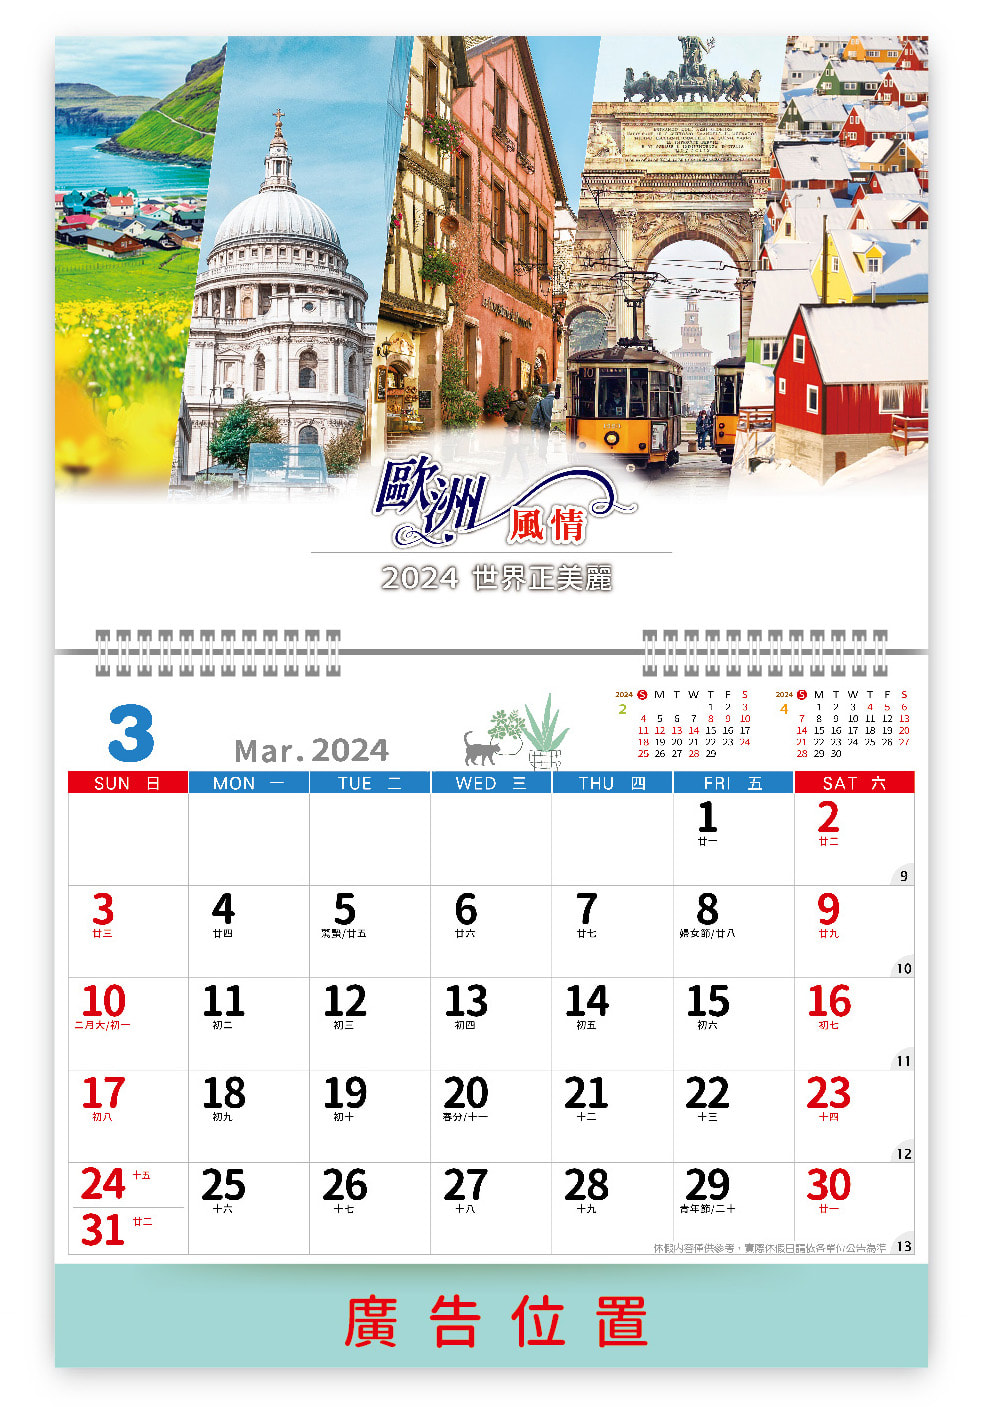 歐洲
風情
2024 世界正美麗
3
Mar. 2024
2024 S M T W T F S
2 1 2 3
4 5 6 7 8 9 10
11 12 13 14 15 16 17
18 19 20 21 22 23 24
25 26 27 28 29
2024 S M T W T F S
4 1 2 3 4 5 6
7 8 9 10 11 12 13
14 15 16 17 18 19 20
21 22 23 24 25 26 27
28 29 30
SUN 日 MON 一 TUE 二 WED 三 THU 四 FRI 五 SAT 六
1 2
廿一 廿二
9
3 4 5 6 7 8 9
廿三 廿四 驚蟄/廿五 廿六 廿七 婦女節/廿八 廿九
10
10 11 12 13 14 15 16
二月大/初一 初二 初三 初四 初五 初六 初七
11
17 18 19 20 21 22 23
初八 初九 初十 春分/十一 十二 十三 十四
12
24 十五 25 26 27 28 29 30
十六 十七 十八 十九 青年節/二十 廿一
31 廿二
休假內容僅供參考，實際休假日請依各單位公告為準 13
廣告位置